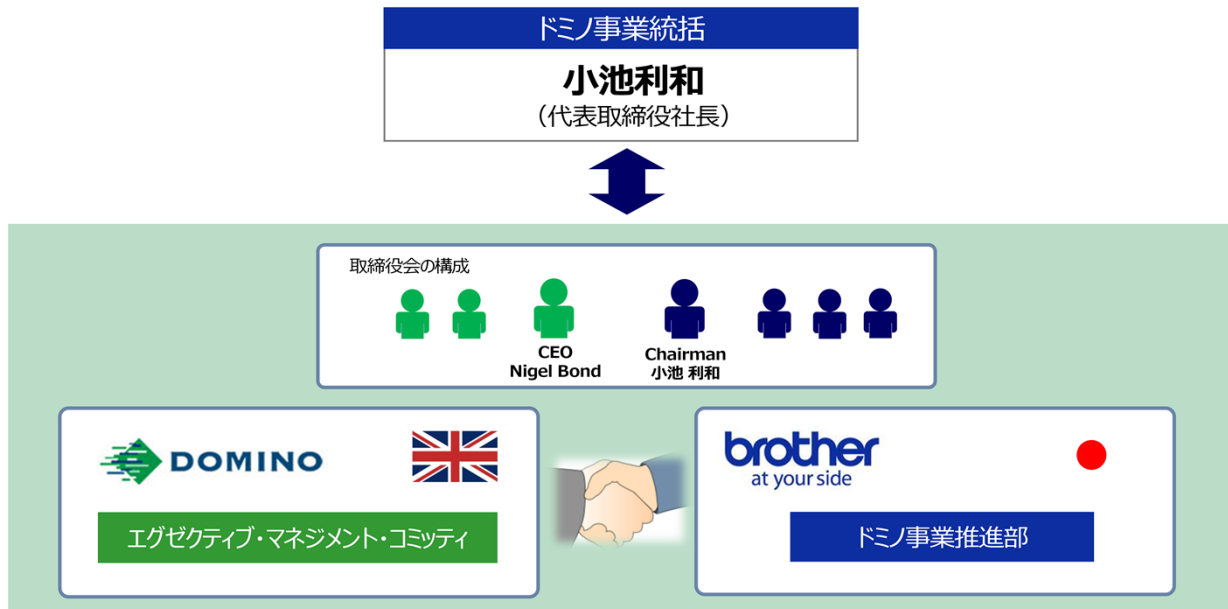 ドミノ事業統括
小池利和
（代表取締役社長）
取締役会の構成
CEO
Nigel Bond
Chairman
小池 利和
DOMINO
エグゼクティブ・マネジメント・コミッティ
brother
at your side
ドミノ事業推進部